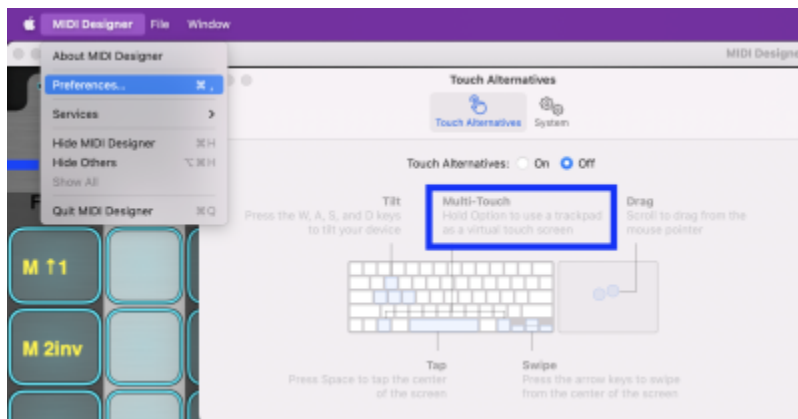 MIDI Designer File Window
About MIDI Designer
MIDI Designe
Preferences... ⌘ ,
Touch Alternatives
Services >
Touch Alternatives System
Hide MIDI Designer ⌘H
Hide Others ⌥⌘H
Show All
Quit MIDI Designer ⌘Q
Touch Alternatives: On Off
Tilt
Press the W, A, S, and D keys
to tilt your device
Multi-Touch
Hold Option to use a trackpad
as a virtual touch screen
Drag
Scroll to drag from the
mouse pointer
F
M ↑1
M 2inv
Tap
Press Space to tap the center
of the screen
Swipe
Press the arrow keys to swipe
from the center of the screen